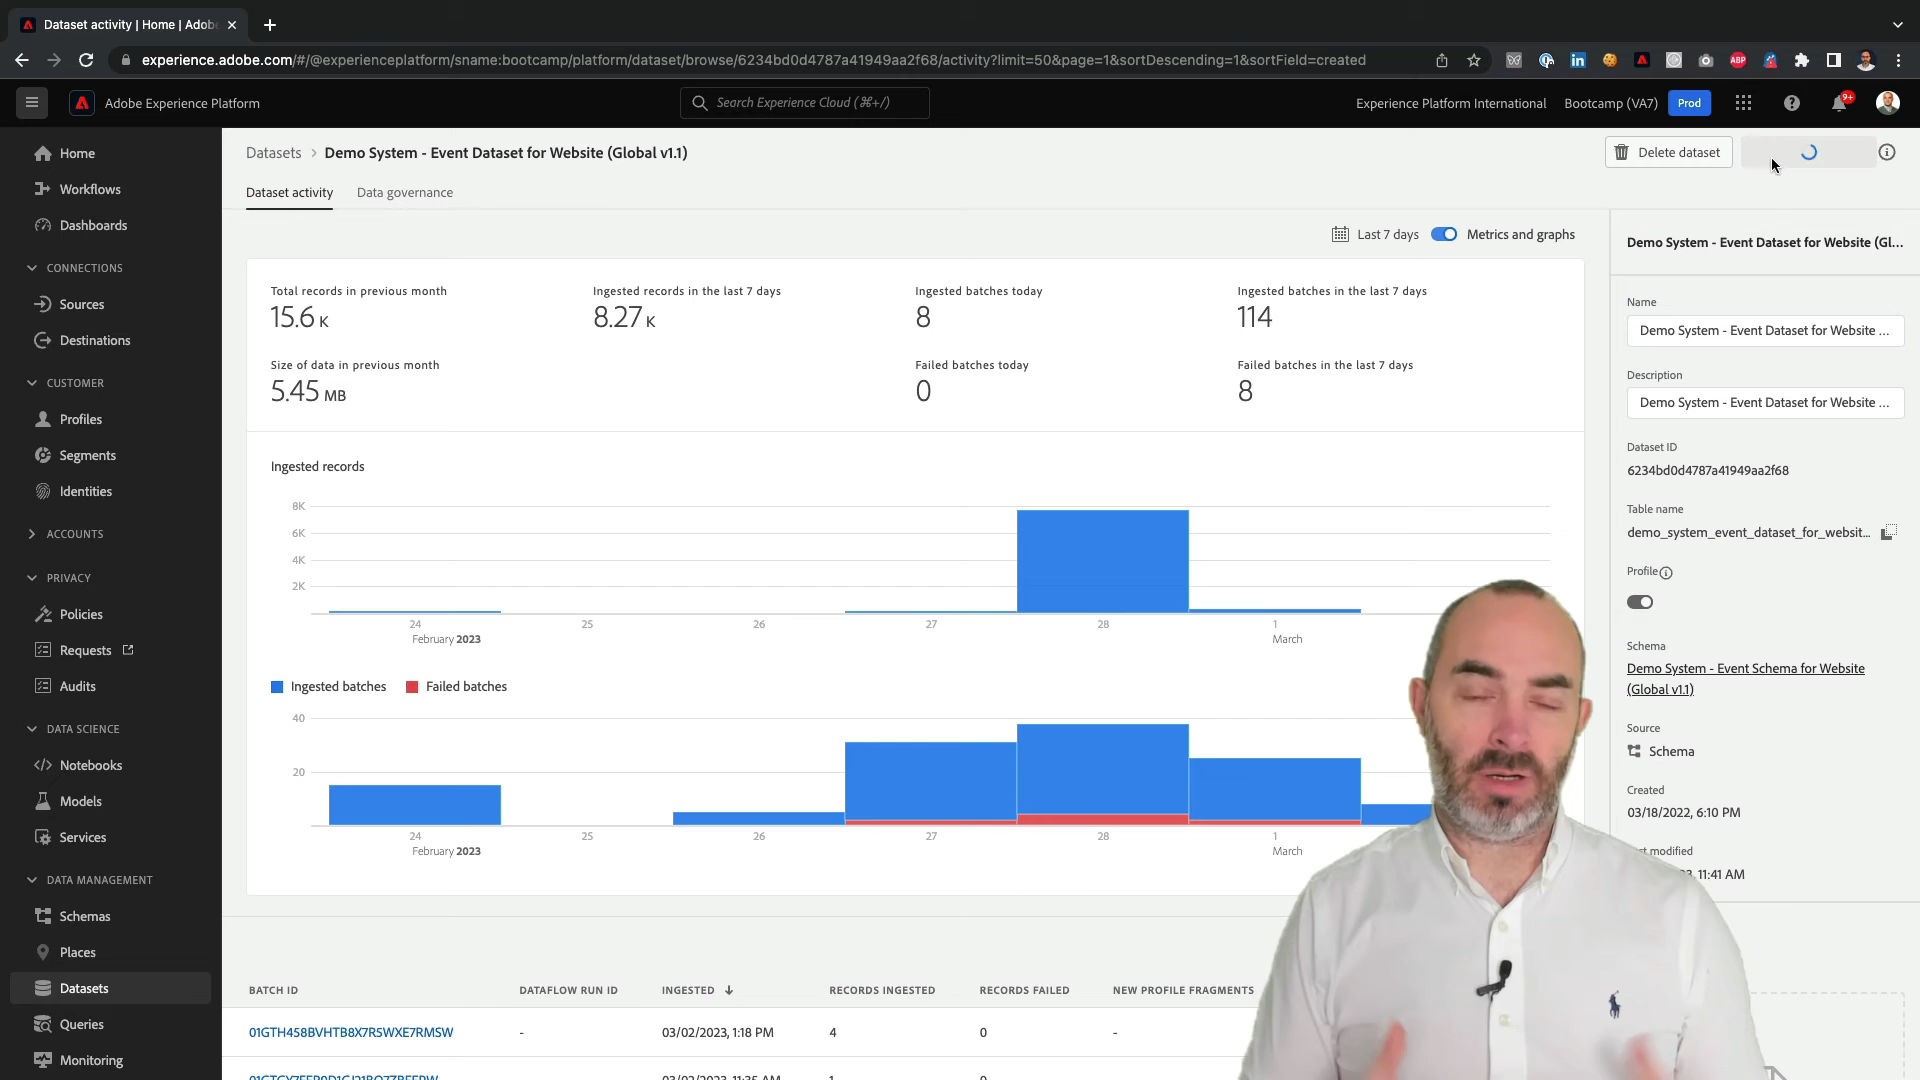 Dataset activity | Home | Adob
experience.adobe.com/#/@experienceplatform/sname:bootcamp/platform/dataset/browse/6234bd0d4787a41949aa2f68/activity?limit=50&page=1&sortDescending=1&sortField=created
ABP
Adobe Experience Platform
Search Experience Cloud (⌘+/)
Experience Platform International
Bootcamp (VA7)
Prod
9+
Home
Workflows
Dashboards
CONNECTIONS
Sources
Destinations
CUSTOMER
Profiles
Segments
Identities
ACCOUNTS
PRIVACY
Policies
Requests
Audits
DATA SCIENCE
Notebooks
Models
Services
DATA MANAGEMENT
Schemas
Places
Datasets
Queries
Monitoring
Datasets > Demo System - Event Dataset for Website (Global v1.1)
Delete dataset
Dataset activity Data governance
Last 7 days
Metrics and graphs
Total records in previous month
15.6 K
Ingested records in the last 7 days
8.27 K
Ingested batches today
8
Ingested batches in the last 7 days
114
Size of data in previous month
5.45 MB
Failed batches today
0
Failed batches in the last 7 days
8
Ingested records
8K
6K
4K
2K
24 25 26 27 28 1
February 2023 March
Ingested batches Failed batches
40
20
24 25 26 27 28 1
February 2023 March
BATCH ID DATAFLOW RUN ID INGESTED RECORDS INGESTED RECORDS FAILED NEW PROFILE FRAGMENTS
01GTH458BVHTB8X7R5WXE7RMSW - 03/02/2023, 1:18 PM 4 0 -
Demo System - Event Dataset for Website (Gl...
Name
Demo System - Event Dataset for Website ...
Description
Demo System - Event Dataset for Website ...
Dataset ID
6234bd0d4787a41949aa2f68
Table name
demo_system_event_dataset_for_websit...
Profile
Schema
Demo System - Event Schema for Website
(Global v1.1)
Source
Schema
Created
03/18/2022, 6:10 PM
modified
11:41 AM